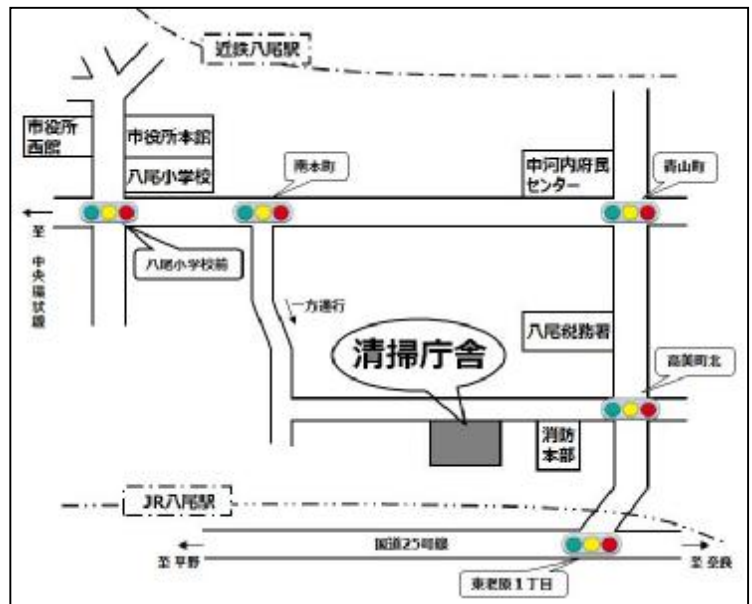 近鉄八尾駅
市役所
西館
市役所本館
八尾小学校
南本町
中河内府民
センター
青山町
至
中央環状線
八尾小学校前
一方通行
清掃庁舎
八尾税務署
高美町北
消防
本部
JR八尾駅
国道25号線
至 平野
至 奈良
東老原1丁目